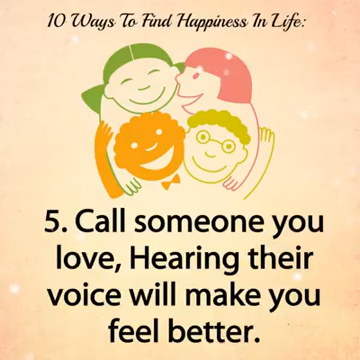 10 Ways To Find Happiness In Life:
5. Call someone you
love, Hearing their
voice will make you
feel better.